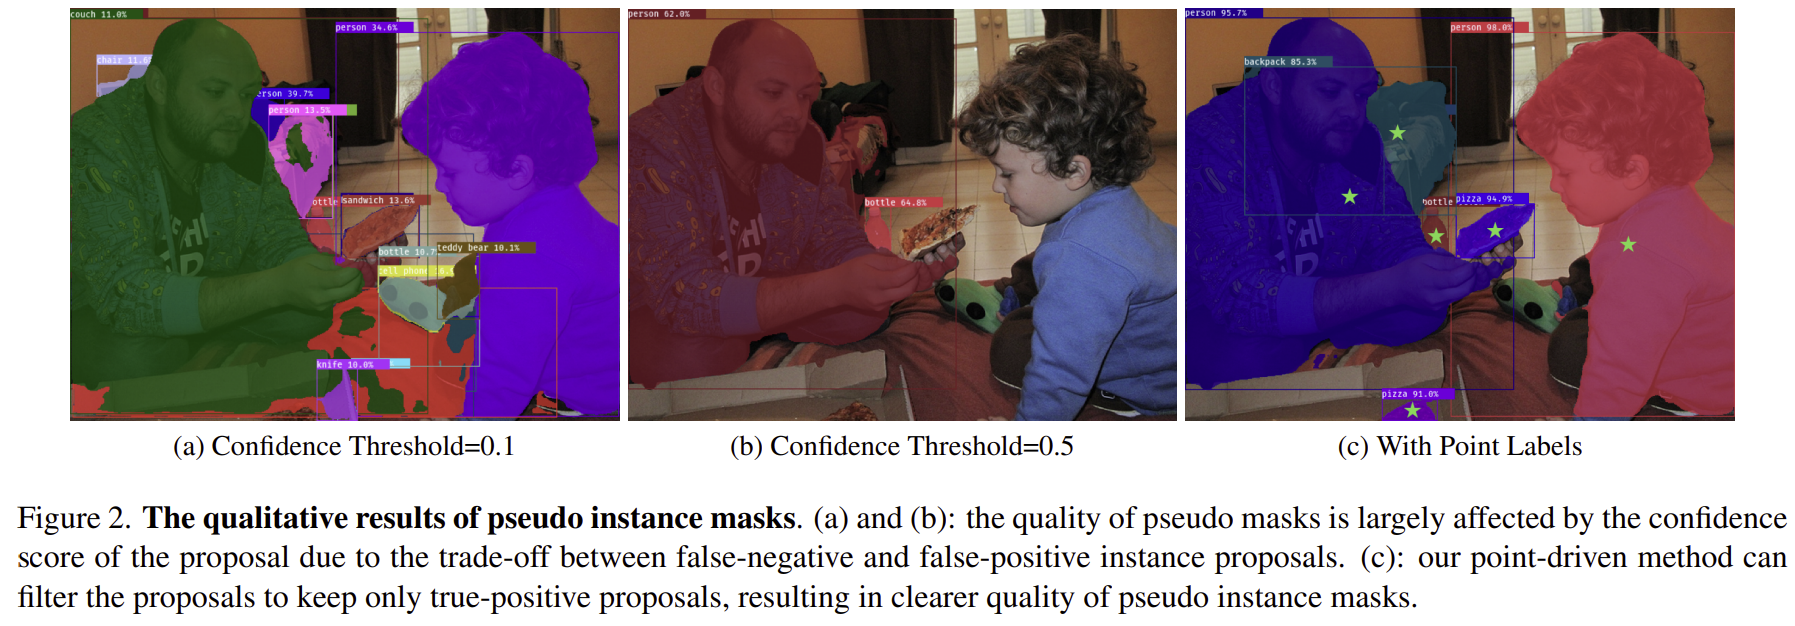 couch 11.0%
person 34.6%
chair 11.6
erson 39.7%
person 13.5%
ottle
sandwich 13.6%
bottle 10.7
teddy bear 10.1%
cell phone
knife 10.0%
person 62.0%
bottle 64.8%
person 95.7%
person 98.0%
backpack 85.3%
bottle
pizza 94.9%
pizza 91.0%
(a) Confidence Threshold=0.1
(b) Confidence Threshold=0.5
(c) With Point Labels
Figure 2. The qualitative results of pseudo instance masks. (a) and (b): the quality of pseudo masks is largely affected by the confidence
score of the proposal due to the trade-off between false-negative and false-positive instance proposals. (c): our point-driven method can
filter the proposals to keep only true-positive proposals, resulting in clearer quality of pseudo instance masks.